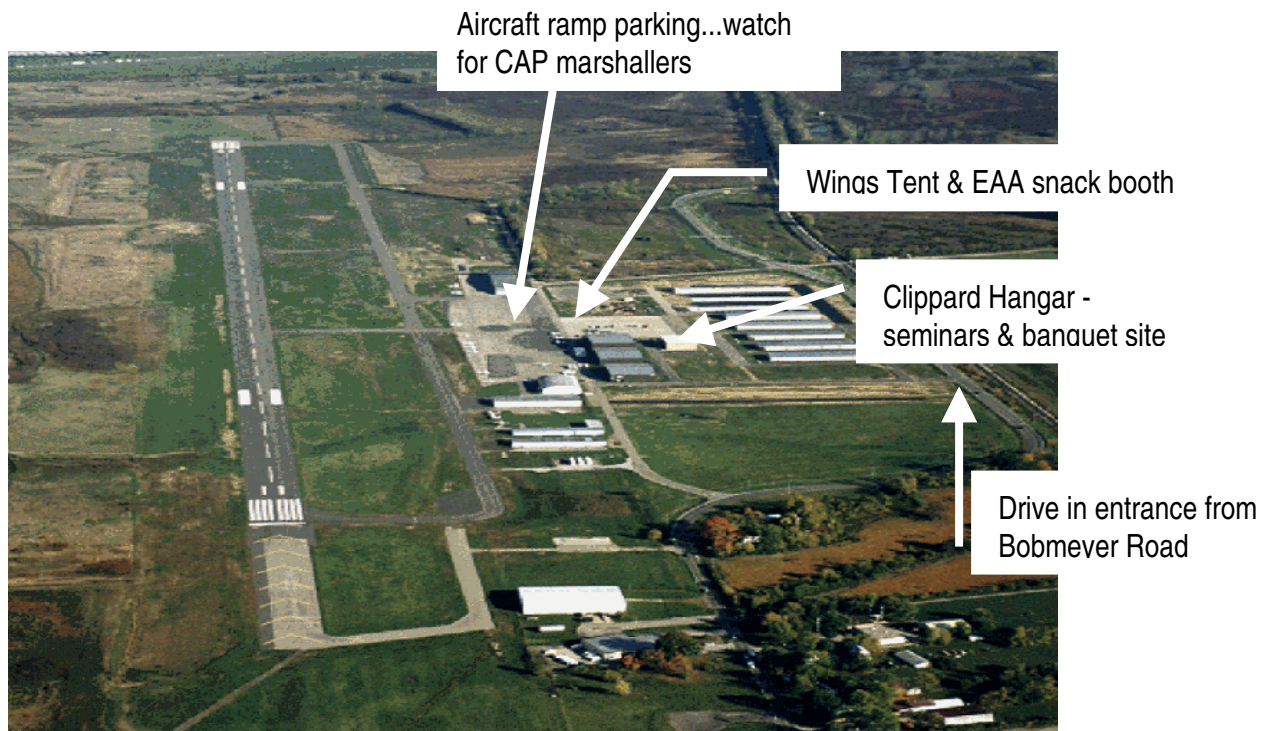 Aircraft ramp parking...watch
for CAP marshallers
Wings Tent & EAA snack booth
Clippard Hangar -
seminars & banquet site
Drive in entrance from
Bobmeyer Road